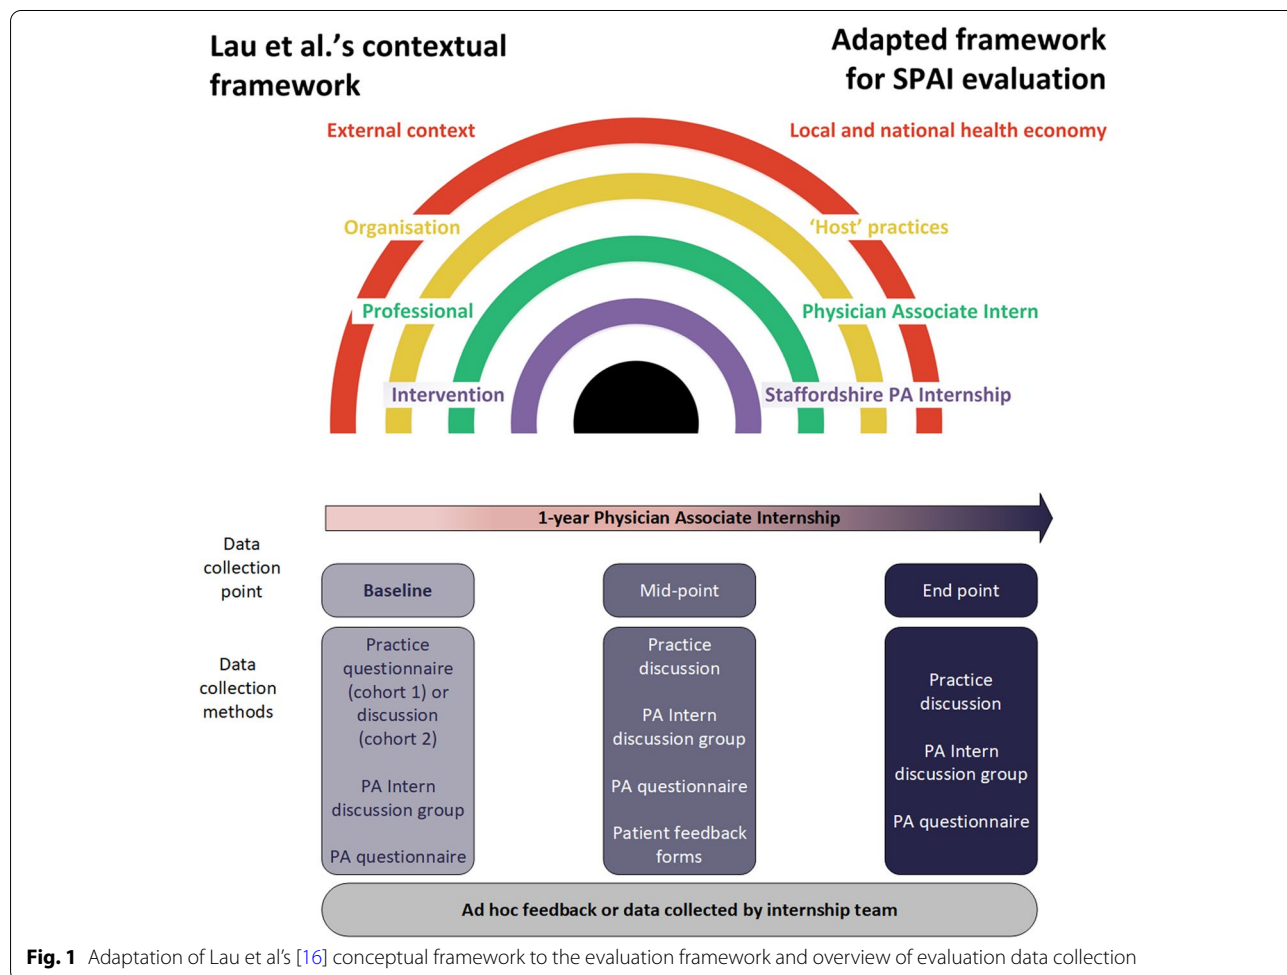 Lau et al.’s contextual
framework
Adapted framework
for SPAI evaluation
External context
Local and national health economy
Organisation
‘Host’ practices
Professional
Physician Associate Intern
Intervention
Staffordshire PA Internship
1-year Physician Associate Internship
Data
collection
point
Baseline
Mid-point
End point
Data
collection
methods
Practice
questionnaire
(cohort 1) or
discussion
(cohort 2)
PA Intern
discussion group
PA questionnaire
Practice
discussion
PA Intern
discussion group
PA questionnaire
Patient feedback
forms
Practice
discussion
PA Intern
discussion group
PA questionnaire
Ad hoc feedback or data collected by internship team
Fig. 1 Adaptation of Lau et al’s [16] conceptual framework to the evaluation framework and overview of evaluation data collection